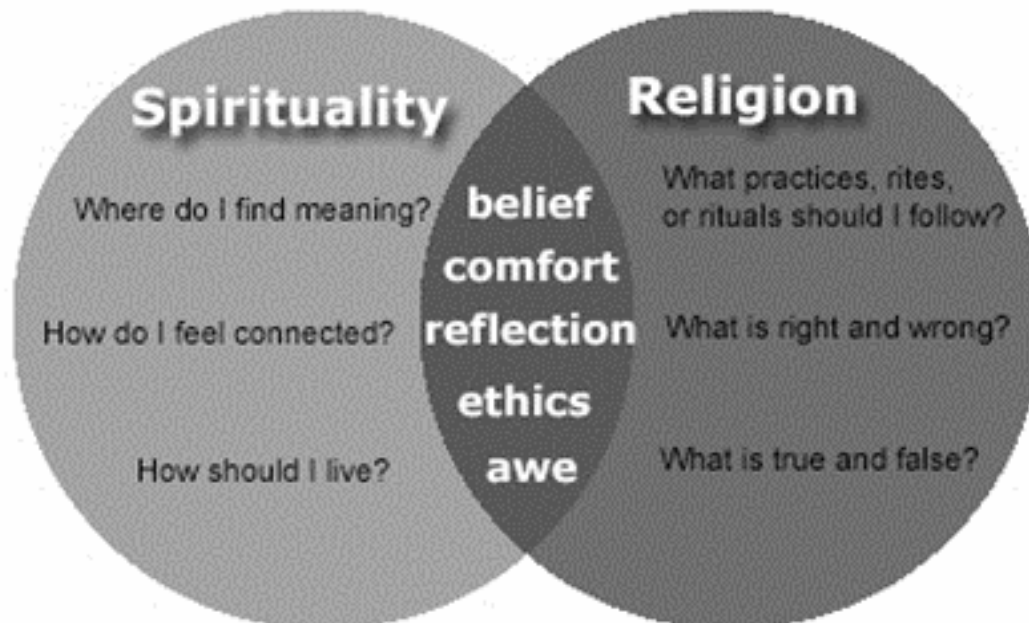 Spirituality
Where do I find meaning?
How do I feel connected?
How should I live?
belief
comfort
reflection
ethics
awe
Religion
What practices, rites,
or rituals should I follow?
What is right and wrong?
What is true and false?